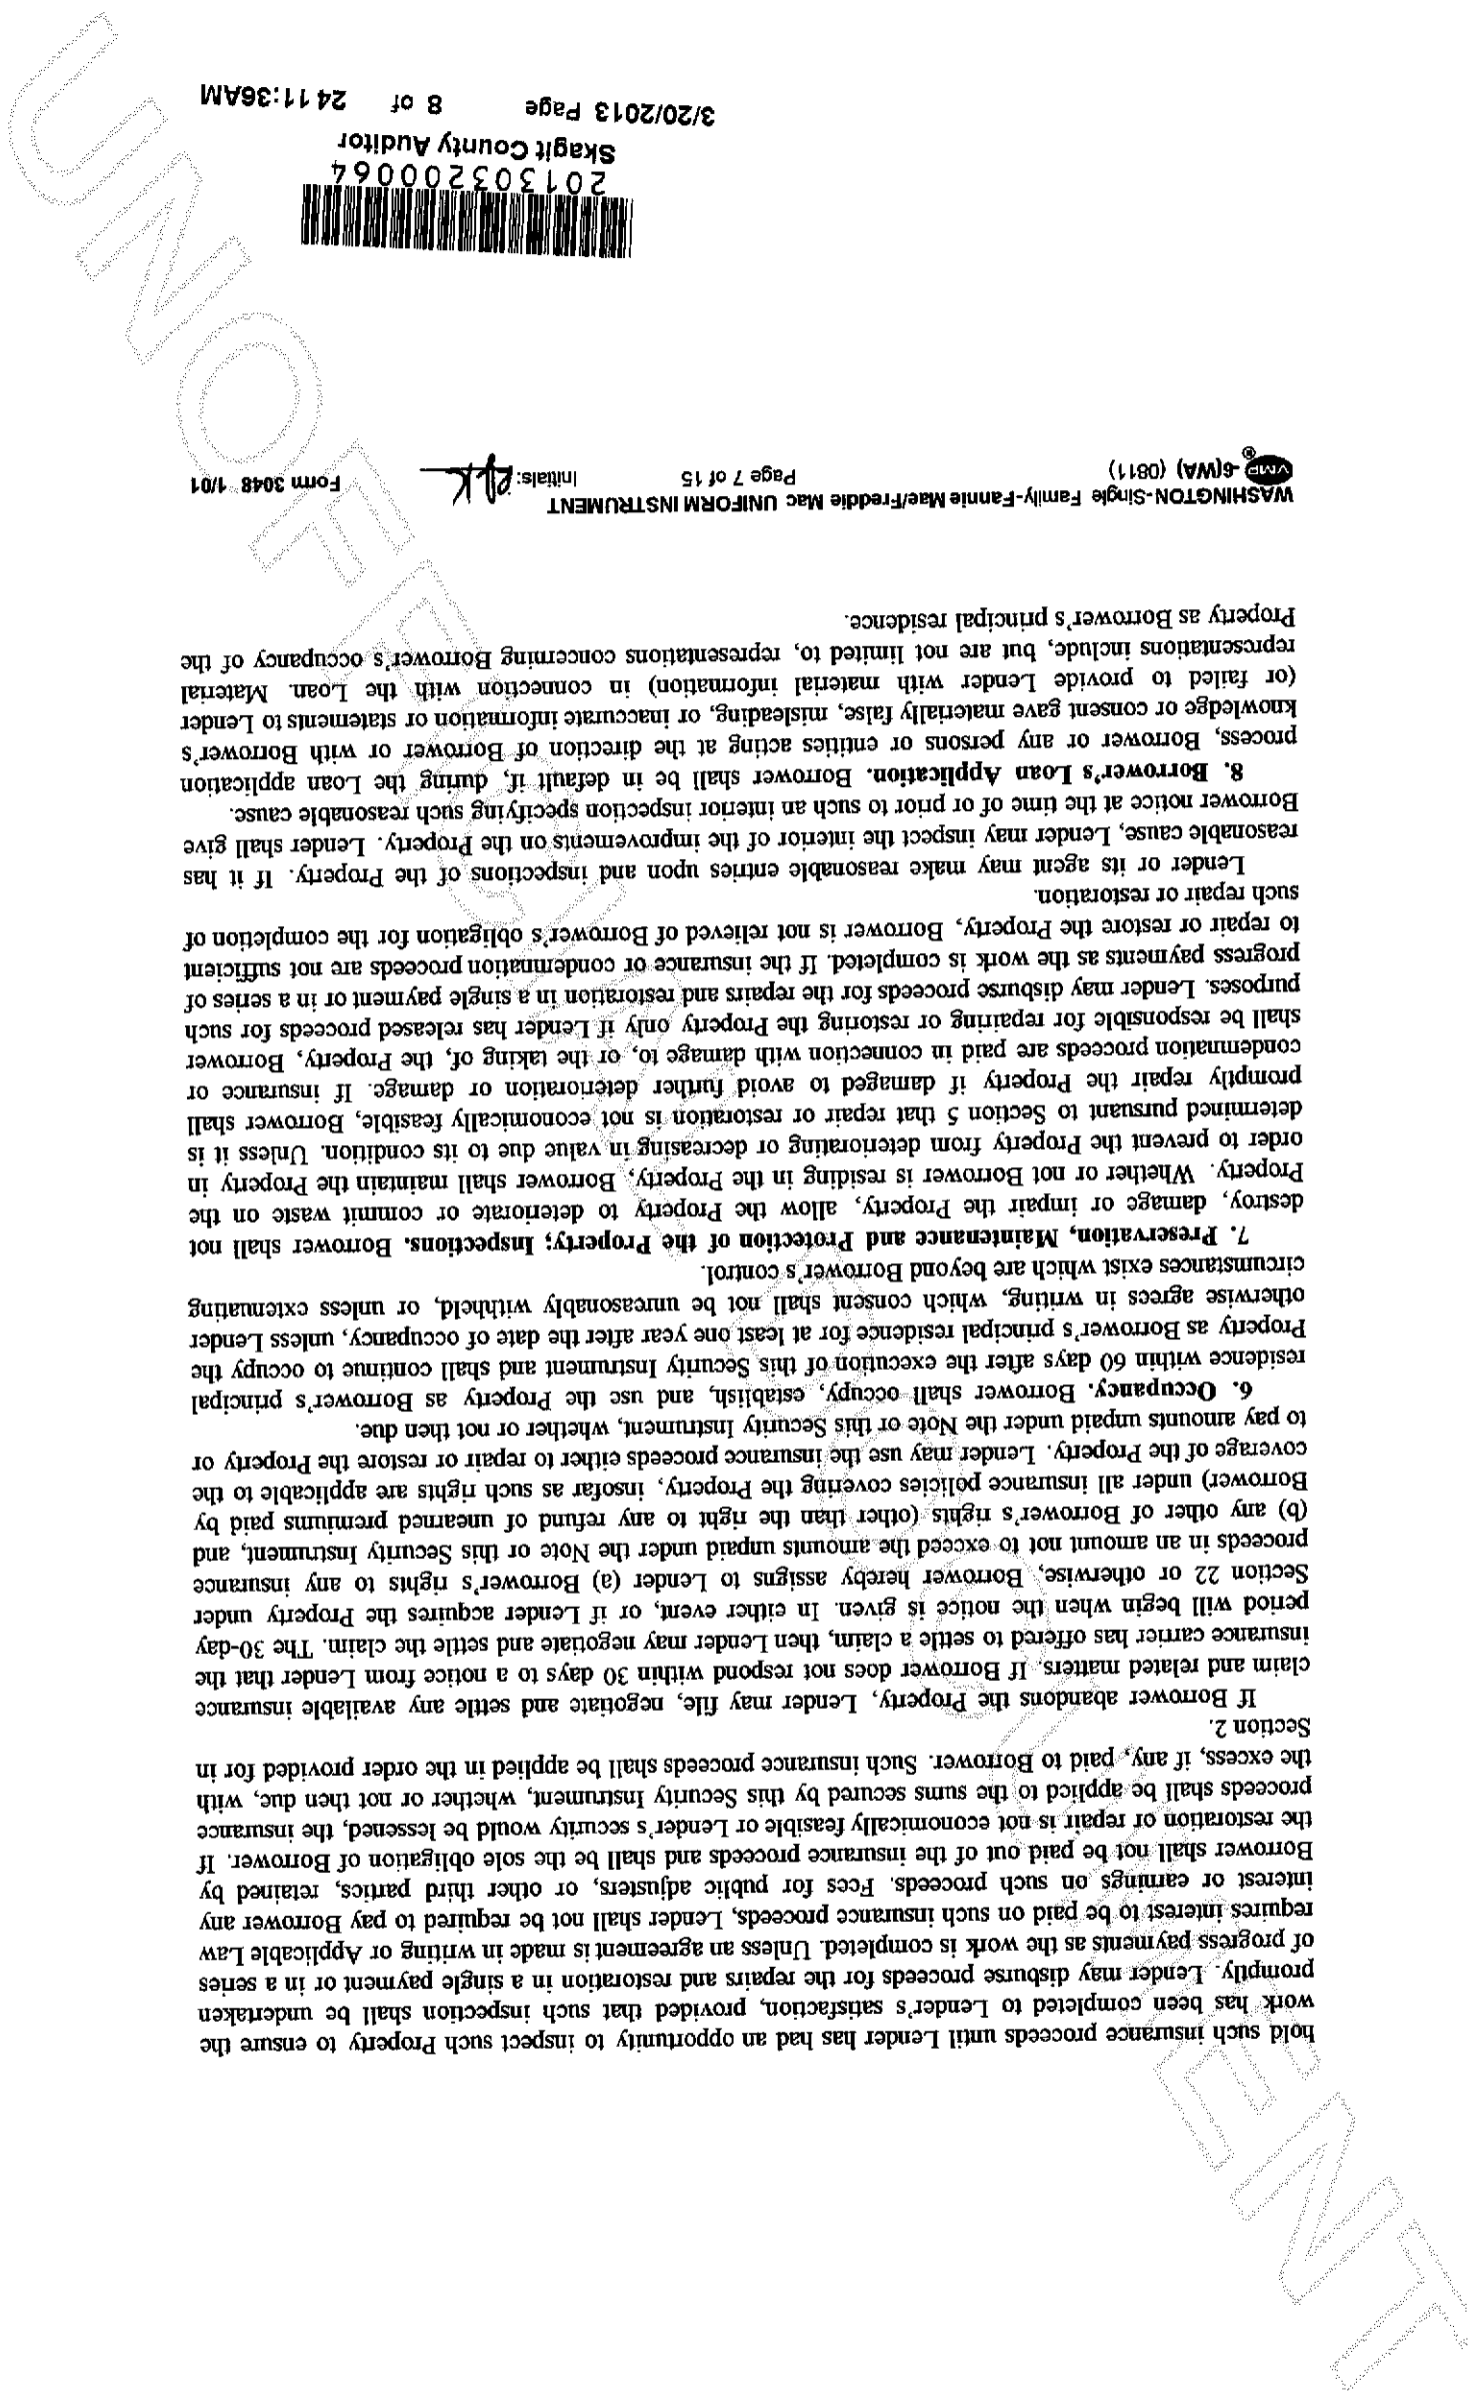 hold such insurance proceeds until Lender has had an opportunity to inspect such Property to ensure the
work has been completed to Lender's satisfaction, provided that such inspection shall be undertaken
promptly. Lender may disburse proceeds for the repairs and restoration in a single payment or in a series
of progress payments as the work is completed. Unless an agreement is made in writing or Applicable Law
requires interest to be paid on such insurance proceeds, Lender shall not be required to pay Borrower any
interest or earnings on such proceeds. Fees for public adjusters, or other third parties, retained by
Borrower shall not be paid out of the insurance proceeds and shall be the sole obligation of Borrower. If
the restoration or repair is not economically feasible or Lender's security would be lessened, the insurance
proceeds shall be applied to the sums secured by this Security Instrument, whether or not then due, with
the excess, if any, paid to Borrower. Such insurance proceeds shall be applied in the order provided for in
Section 2.
If Borrower abandons the Property, Lender may file, negotiate and settle any available insurance
claim and related matters. If Borrower does not respond within 30 days to a notice from Lender that the
insurance carrier has offered to settle a claim, then Lender may negotiate and settle the claim. The 30-day
period will begin when the notice is given. In either event, or if Lender acquires the Property under
Section 22 or otherwise, Borrower hereby assigns to Lender (a) Borrower's rights to any insurance
proceeds in an amount not to exceed the amounts unpaid under the Note or this Security Instrument, and
(b) any other of Borrower's rights (other than the right to any refund of unearned premiums paid by
Borrower) under all insurance policies covering the Property, insofar as such rights are applicable to the
coverage of the Property. Lender may use the insurance proceeds either to repair or restore the Property or
to pay amounts unpaid under the Note or this Security Instrument, whether or not then due.
6. Occupancy. Borrower shall occupy, establish, and use the Property as Borrower's principal
residence within 60 days after the execution of this Security Instrument and shall continue to occupy the
Property as Borrower's principal residence for at least one year after the date of occupancy, unless Lender
otherwise agrees in writing, which consent shall not be unreasonably withheld, or unless extenuating
circumstances exist which are beyond Borrower's control.
7. Preservation, Maintenance and Protection of the Property; Inspections. Borrower shall not
destroy, damage or impair the Property, allow the Property to deteriorate or commit waste on the
Property. Whether or not Borrower is residing in the Property, Borrower shall maintain the Property in
order to prevent the Property from deteriorating or decreasing in value due to its condition. Unless it is
determined pursuant to Section 5 that repair or restoration is not economically feasible, Borrower shall
promptly repair the Property if damaged to avoid further deterioration or damage. If insurance or
condemnation proceeds are paid in connection with damage to, or the taking of, the Property, Borrower
shall be responsible for repairing or restoring the Property only if Lender has released proceeds for such
purposes. Lender may disburse proceeds for the repairs and restoration in a single payment or in a series of
progress payments as the work is completed. If the insurance or condemnation proceeds are not sufficient
to repair or restore the Property, Borrower is not relieved of Borrower's obligation for the completion of
such repair or restoration.
Lender or its agent may make reasonable entries upon and inspections of the Property. If it has
reasonable cause, Lender may inspect the interior of the improvements on the Property. Lender shall give
Borrower notice at the time of or prior to such an interior inspection specifying such reasonable cause.
8. Borrower's Loan Application. Borrower shall be in default if, during the Loan application
process, Borrower or any persons or entities acting at the direction of Borrower or with Borrower's
knowledge or consent gave materially false, misleading, or inaccurate information or statements to Lender
(or failed to provide Lender with material information) in connection with the Loan. Material
representations include, but are not limited to, representations concerning Borrower's occupancy of the
Property as Borrower's principal residence.
WASHINGTON-Single Family-Fannie Mae/Freddie Mac UNIFORM INSTRUMENT
VMP ® -6(WA) (0811) Page 7 of 15 Initials: Form 3048 1/01
201303200064
Skagit County Auditor
3/20/2013 Page 8 of 24 11:36AM
UNOFFICIAL DOCUMENT